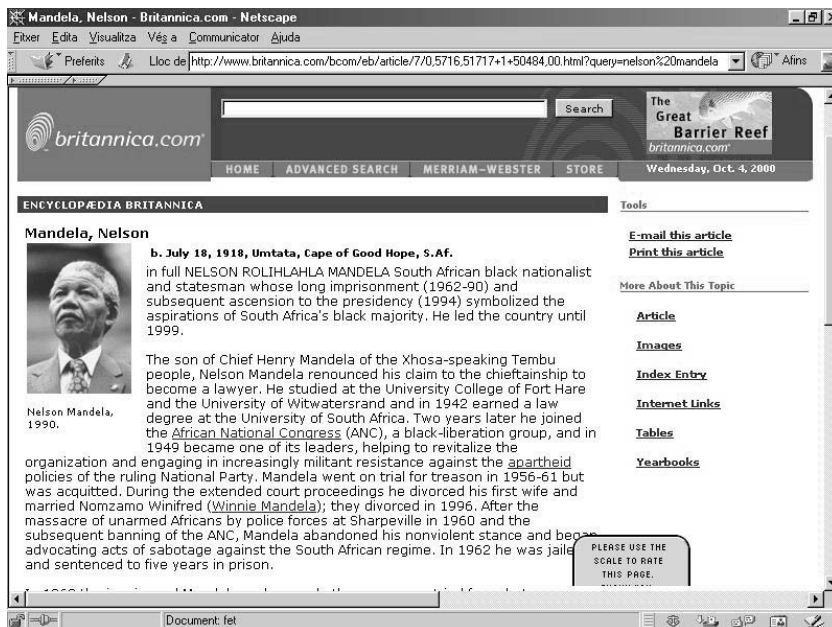 Mandela, Nelson - Britannica.com - Netscape
Fitxer Edita Visualitza Vés a Communicator Ajuda
Preferits Lloc de http://www.britannica.com/bcom/eb/article/7/0,5716,51717+1+50484,00.html?query=nelson%20mandela Afins
britannica.com
Search
The
Great
Barrier Reef
britannica.com
HOME ADVANCED SEARCH MERRIAM-WEBSTER STORE
Wednesday, Oct. 4, 2000
ENCYCLOPÆDIA BRITANNICA
Mandela, Nelson
b. July 18, 1918, Umtata, Cape of Good Hope, S.Af.
in full NELSON ROLIHLAHLA MANDELA South African black nationalist
and statesman whose long imprisonment (1962-90) and
subsequent ascension to the presidency (1994) symbolized the
aspirations of South Africa's black majority. He led the country until
1999.
Nelson Mandela,
1990.
The son of Chief Henry Mandela of the Xhosa-speaking Tembu
people, Nelson Mandela renounced his claim to the chieftainship to
become a lawyer. He studied at the University College of Fort Hare
and the University of Witwatersrand and in 1942 earned a law
degree at the University of South Africa. Two years later he joined
the African National Congress (ANC), a black-liberation group, and in
1949 became one of its leaders, helping to revitalize the
organization and engaging in increasingly militant resistance against the apartheid
policies of the ruling National Party. Mandela went on trial for treason in 1956-61 but
was acquitted. During the extended court proceedings he divorced his first wife and
married Nomzamo Winifred (Winnie Mandela); they divorced in 1996. After the
massacre of unarmed Africans by police forces at Sharpeville in 1960 and the
subsequent banning of the ANC, Mandela abandoned his nonviolent stance and began
advocating acts of sabotage against the South African regime. In 1962 he was jailed
and sentenced to five years in prison.
Tools
E-mail this article
Print this article
More About This Topic
Article
Images
Index Entry
Internet Links
Tables
Yearbooks
PLEASE USE THE
SCALE TO RATE
THIS PAGE.
Document: fet